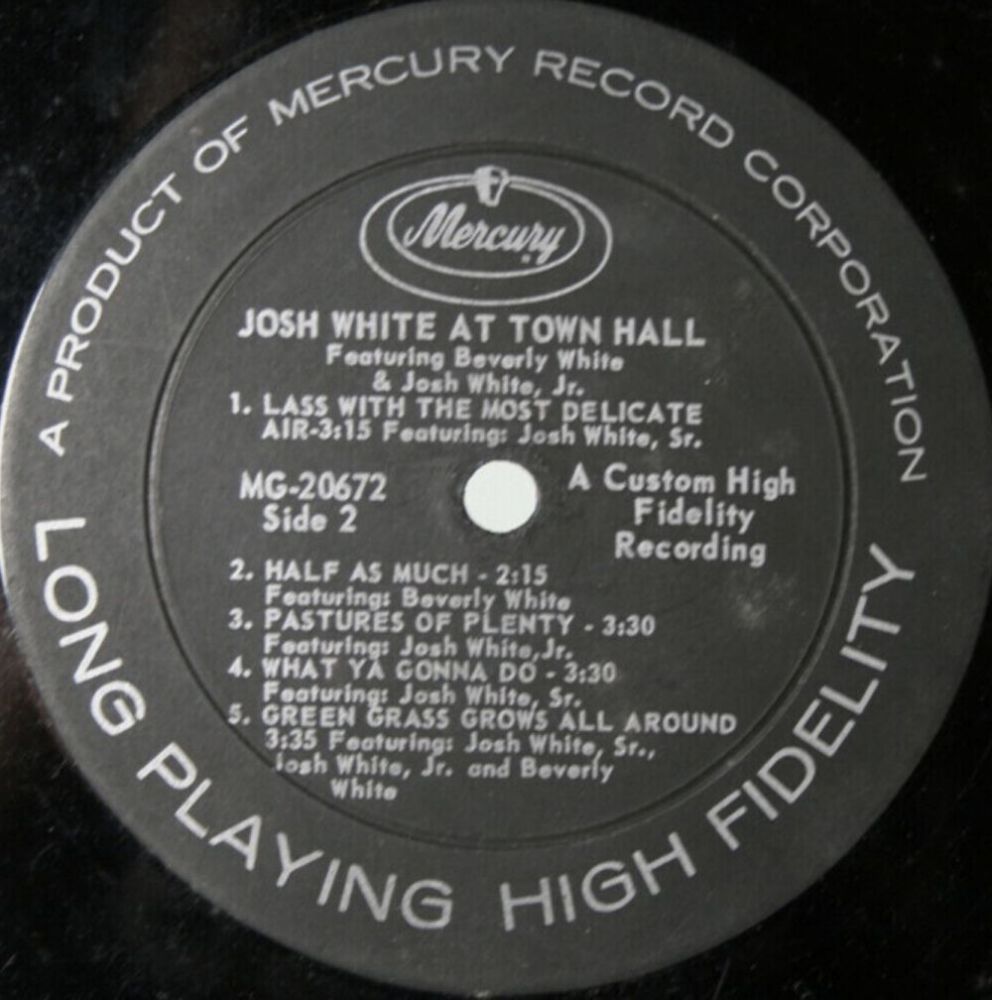 A PRODUCT OF MERCURY RECORD CORPORATION
Mercury
JOSH WHITE AT TOWN HALL
Featuring Beverly White
& Josh White, Jr.
1. LASS WITH THE MOST DELICATE
AIR-3:15 Featuring: Josh White, Sr.
MG-20672
Side 2
A Custom High
Fidelity
Recording
2. HALF AS MUCH - 2:15
Featuring: Beverly White
3. PASTURES OF PLENTY - 3:30
Featuring: Josh White, Jr.
4. WHAT YA GONNA DO - 3:30
Featuring: Josh White, Sr.
5. GREEN GRASS GROWS ALL AROUND
3:35 Featuring: Josh White, Sr.,
Josh White, Jr. and Beverly
White
LONG PLAYING HIGH FIDELITY